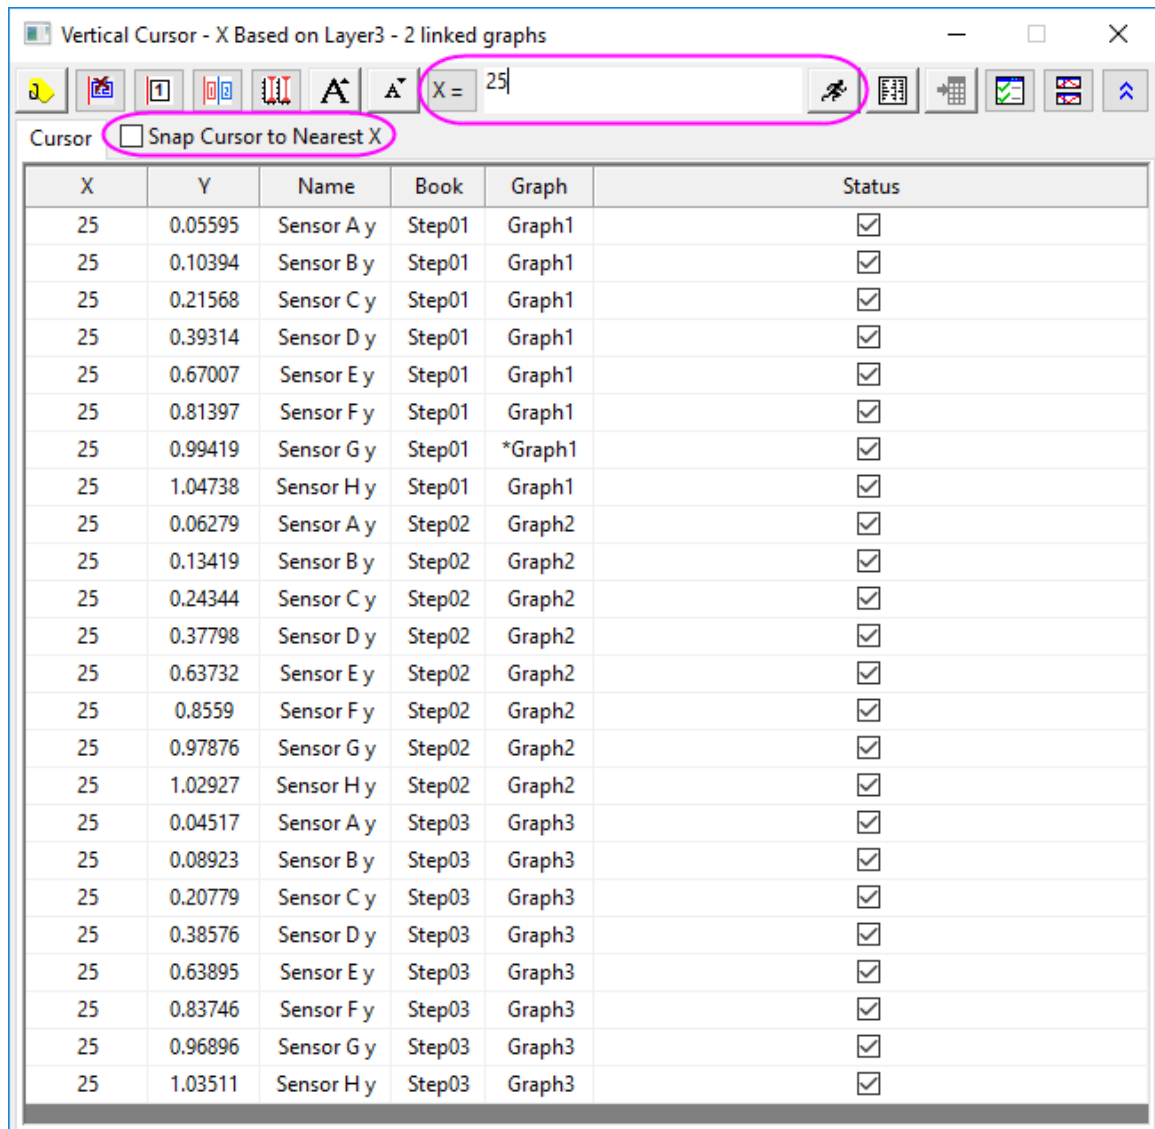 Vertical Cursor - X Based on Layer3 - 2 linked graphs
a 1 0 2 A A X = 25
Cursor Snap Cursor to Nearest X
X Y Name Book Graph Status
25 0.05595 Sensor A y Step01 Graph1
25 0.10394 Sensor B y Step01 Graph1
25 0.21568 Sensor C y Step01 Graph1
25 0.39314 Sensor D y Step01 Graph1
25 0.67007 Sensor E y Step01 Graph1
25 0.81397 Sensor F y Step01 Graph1
25 0.99419 Sensor G y Step01 *Graph1
25 1.04738 Sensor H y Step01 Graph1
25 0.06279 Sensor A y Step02 Graph2
25 0.13419 Sensor B y Step02 Graph2
25 0.24344 Sensor C y Step02 Graph2
25 0.37798 Sensor D y Step02 Graph2
25 0.63732 Sensor E y Step02 Graph2
25 0.8559 Sensor F y Step02 Graph2
25 0.97876 Sensor G y Step02 Graph2
25 1.02927 Sensor H y Step02 Graph2
25 0.04517 Sensor A y Step03 Graph3
25 0.08923 Sensor B y Step03 Graph3
25 0.20779 Sensor C y Step03 Graph3
25 0.38576 Sensor D y Step03 Graph3
25 0.63895 Sensor E y Step03 Graph3
25 0.83746 Sensor F y Step03 Graph3
25 0.96896 Sensor G y Step03 Graph3
25 1.03511 Sensor H y Step03 Graph3